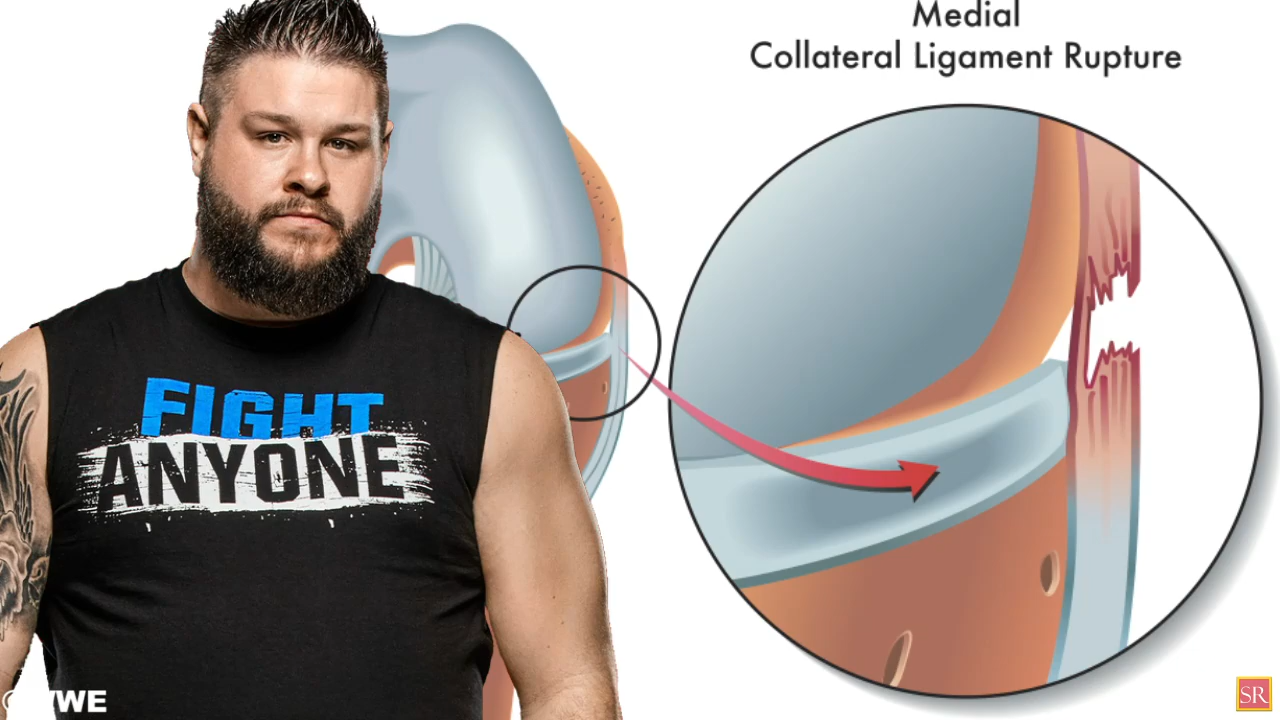 Medial
Collateral Ligament Rupture
FIGHT
ANYONE
WWE
SR